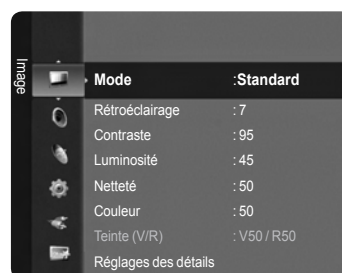 Image
Mode :Standard
Rétroéclairage : 7
Contraste : 95
Luminosité : 45
Netteté : 50
Couleur : 50
Teinte (V/R) : V50 / R50
Réglages des détails